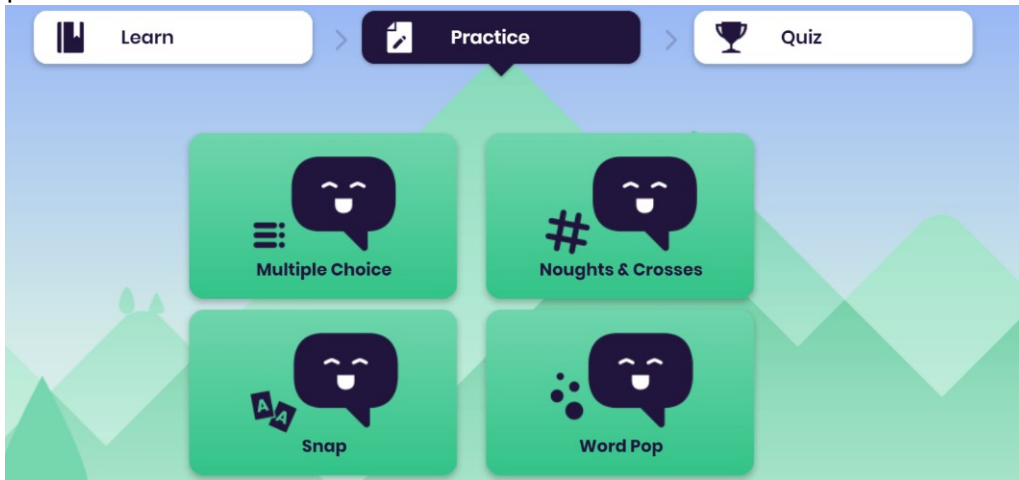 Learn
Practice
Quiz
Multiple Choice
Noughts & Crosses
A A
Snap
Word Pop